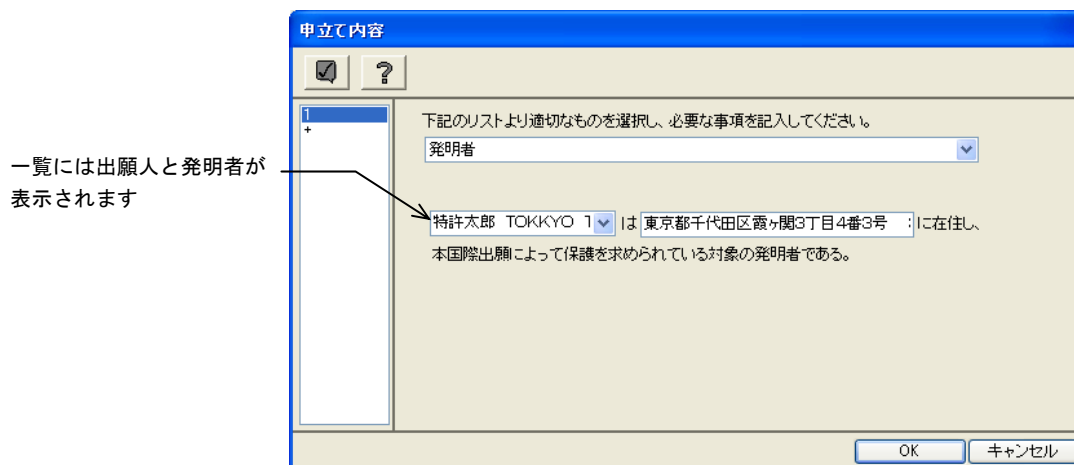 申立て内容
?
1
+
下記のリストより適切なものを選択し、必要な事項を記入してください。
発明者
一覧には出願人と発明者が
表示されます
特許太郎 TOKKYO は 東京都千代田区霞ヶ関3丁目4番3号 に在住し、
本国際出願によって保護を求められている対象の発明者である。
OK キャンセル